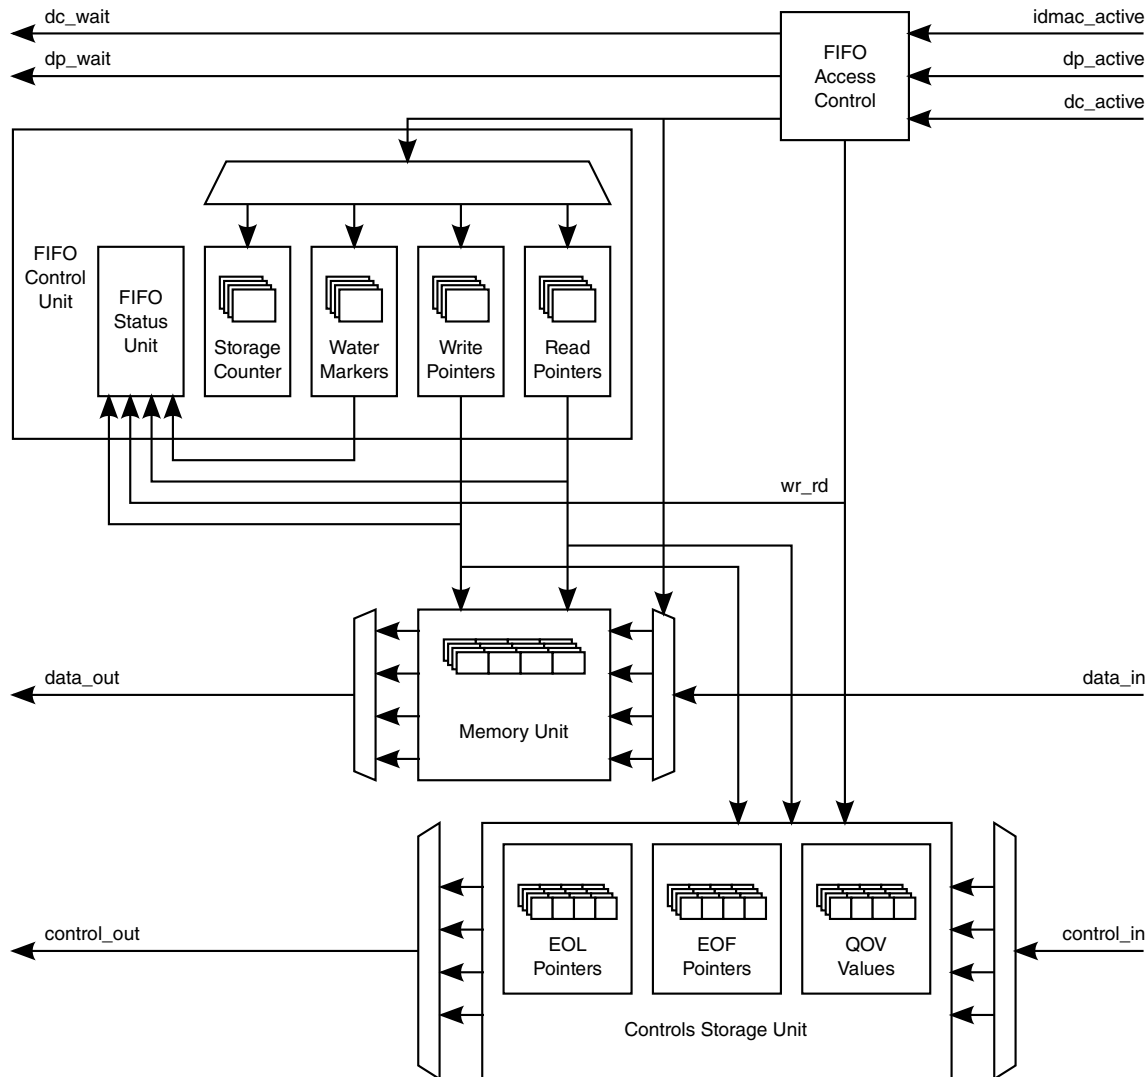 dc_wait
idmac_active
dp_wait
FIFO
Access
Control
dp_active
dc_active
FIFO
Control
Unit
FIFO
Status
Unit
Storage
Counter
Water
Markers
Write
Pointers
Read
Pointers
wr_rd
data_out
Memory Unit
data_in
control_out
EOL
Pointers
EOF
Pointers
QOV
Values
control_in
Controls Storage Unit